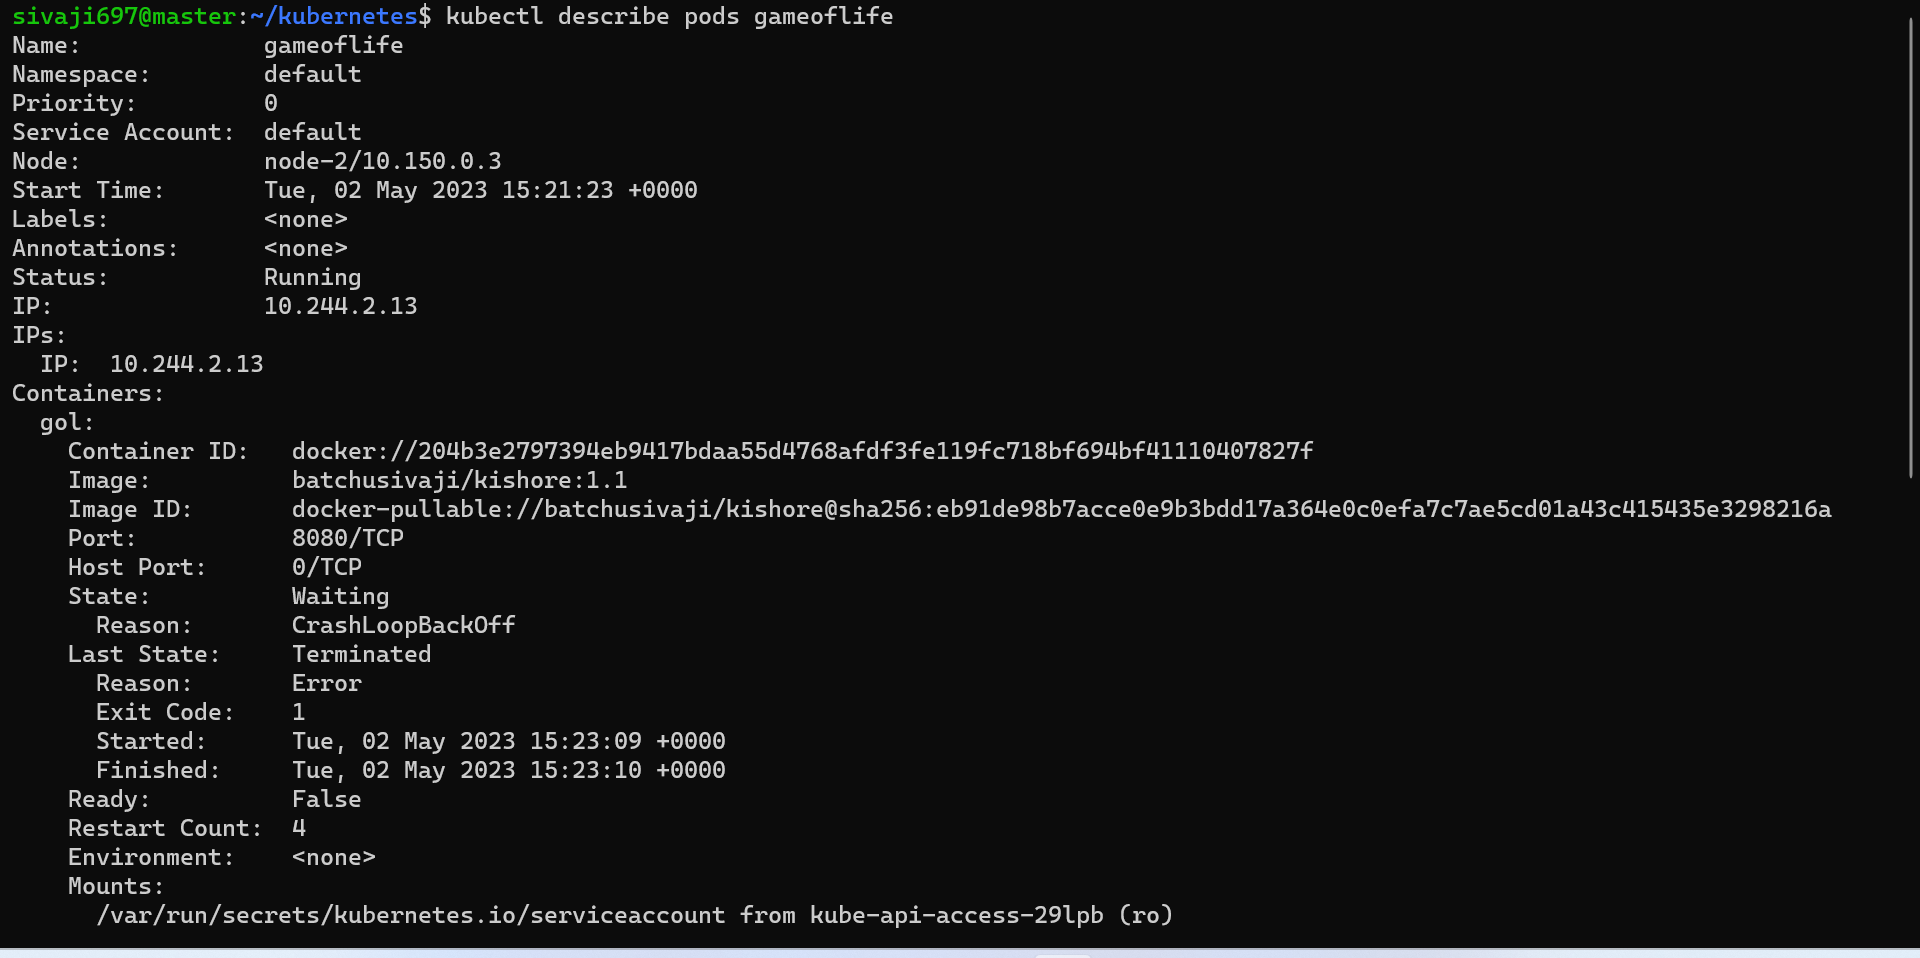 sivaji697@master:~/kubernetes$ kubectl describe pods gameoflife
Name:             gameoflife
Namespace:        default
Priority:         0
Service Account:  default
Node:             node-2/10.150.0.3
Start Time:       Tue, 02 May 2023 15:21:23 +0000
Labels:           <none>
Annotations:      <none>
Status:           Running
IP:               10.244.2.13
IPs:
  IP:  10.244.2.13
Containers:
  gol:
    Container ID:   docker://204b3e2797394eb9417bdaa55d4768afdf3fe119fc718bf694bf41110407827f
    Image:          batchusivaji/kishore:1.1
    Image ID:       docker-pullable://batchusivaji/kishore@sha256:eb91de98b7acce0e9b3bdd17a364e0c0efa7c7ae5cd01a43c415435e3298216a
    Port:           8080/TCP
    Host Port:      0/TCP
    State:          Waiting
      Reason:       CrashLoopBackOff
    Last State:     Terminated
      Reason:       Error
      Exit Code:    1
      Started:      Tue, 02 May 2023 15:23:09 +0000
      Finished:     Tue, 02 May 2023 15:23:10 +0000
    Ready:          False
    Restart Count:  4
    Environment:    <none>
    Mounts:
      /var/run/secrets/kubernetes.io/serviceaccount from kube-api-access-29lpb (ro)